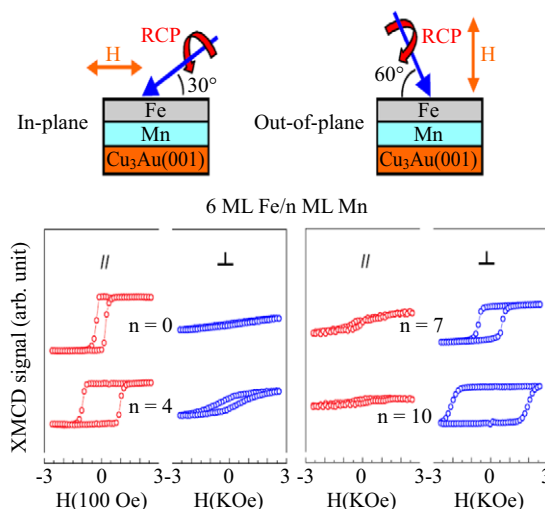 RCP
H
30°
Fe
Mn
Cu₃Au(001)
In-plane
RCP
H
60°
Fe
Mn
Cu₃Au(001)
Out-of-plane
6 ML Fe/n ML Mn
XMCD signal (arb. unit)
//
⊥
//
⊥
n = 0
n = 7
n = 4
n = 10
-3 0 3
-3 0 3
-3 0 3
-3 0 3
H(100 Oe)
H(KOe)
H(100 Oe)
H(KOe)